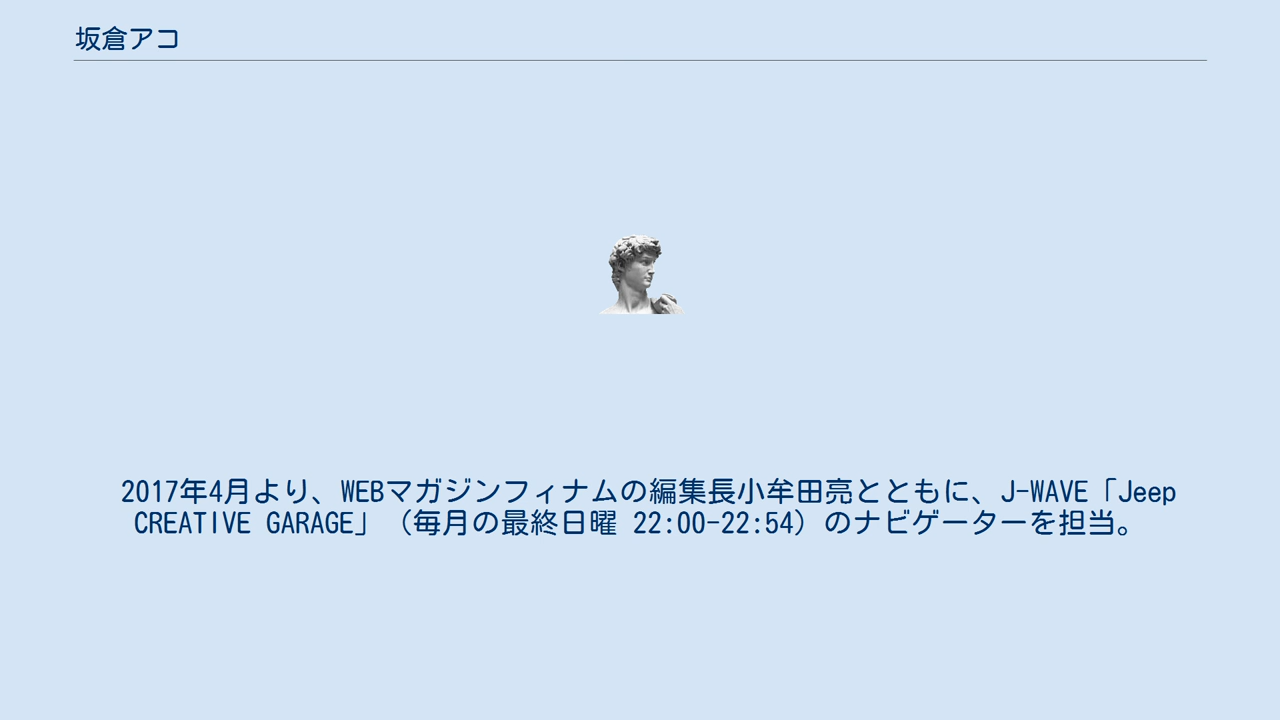 坂倉アコ
2017年4月より、WEBマガジンフィナムの編集長小牟田亮とともに、J-WAVE「Jeep
CREATIVE GARAGE」（毎月の最終日曜 22:00-22:54）のナビゲーターを担当。